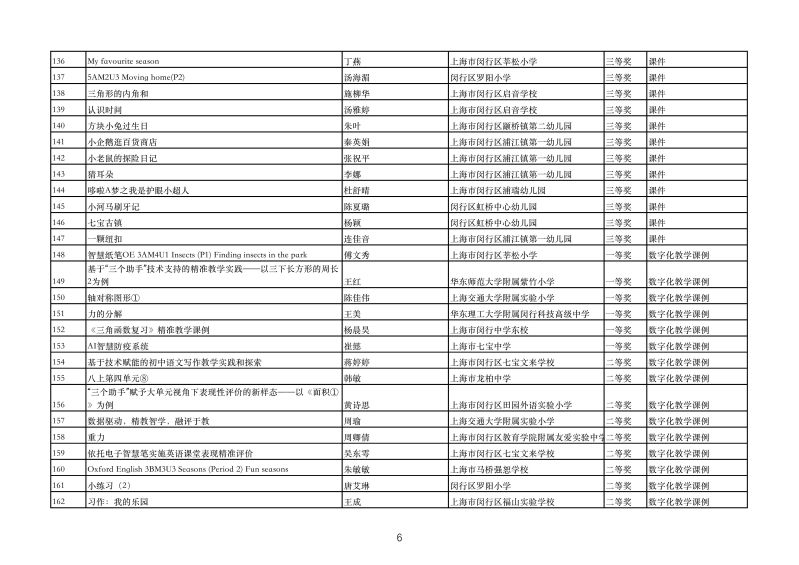 136 My favourite season 丁燕 上海市闵行区莘松小学 三等奖 课件
137 5AM2U3 Moving home(P2) 汤海湄 闵行区罗阳小学 三等奖 课件
138 三角形的内角和 施柳华 上海市闵行区启音学校 三等奖 课件
139 认识时间 汤雅婷 上海市闵行区启音学校 三等奖 课件
140 方块小兔过生日 朱叶 上海市闵行区颛桥镇第二幼儿园 三等奖 课件
141 小企鹅逛百货商店 秦英娟 上海市闵行区浦江镇第一幼儿园 三等奖 课件
142 小老鼠的探险日记 张祝平 上海市闵行区浦江镇第一幼儿园 三等奖 课件
143 猜耳朵 李娜 上海市闵行区浦江镇第一幼儿园 三等奖 课件
144 哆啦A梦之我是护眼小超人 杜舒晴 上海市闵行区浦瑞幼儿园 三等奖 课件
145 小河马刷牙记 陈夏璐 闵行区虹桥中心幼儿园 三等奖 课件
146 七宝古镇 杨颖 闵行区虹桥中心幼儿园 三等奖 课件
147 一颗纽扣 连佳音 上海市闵行区浦江镇第一幼儿园 三等奖 课件
148 智慧纸笔OE 3AM4U1 Insects (P1) Finding insects in the park 傅文秀 上海市闵行区莘松小学 一等奖 数字化教学课例
基于“三个助手”技术支持的精准教学实践——以三下长方形的周长
149 2为例 王红 华东师范大学附属紫竹小学 一等奖 数字化教学课例
150 轴对称图形① 陈佳伟 上海交通大学附属实验小学 一等奖 数字化教学课例
151 力的分解 王美 华东理工大学附属闵行科技高级中学 一等奖 数字化教学课例
152 《三角函数复习》精准教学课例 杨晨昊 上海市闵行中学东校 一等奖 数字化教学课例
153 AI智慧防疫系统 崔懿 上海市七宝中学 一等奖 数字化教学课例
154 基于技术赋能的初中语文写作教学实践和探索 蒋婷婷 上海市闵行区七宝文来学校 二等奖 数字化教学课例
155 八上第四单元⑧ 韩敏 上海市龙柏中学 二等奖 数字化教学课例
“三个助手”赋予大单元视角下表现性评价的新样态——以《面积①
156 》为例 黄诗思 上海市闵行区田园外语实验小学 二等奖 数字化教学课例
157 数据驱动，精教智学，融评于教 周瑜 上海交通大学附属实验小学 二等奖 数字化教学课例
158 重力 周卿倩 上海市闵行区教育学院附属友爱实验中学 二等奖 数字化教学课例
159 依托电子智慧笔实施英语课堂表现精准评价 吴东零 上海市闵行区七宝文来学校 二等奖 数字化教学课例
160 Oxford English 3BM3U3 Seasons (Period 2) Fun seasons 朱敏敏 上海市马桥强恕学校 二等奖 数字化教学课例
161 小练习（2） 唐艾琳 闵行区罗阳小学 二等奖 数字化教学课例
162 习作：我的乐园 王成 上海市闵行区福山实验学校 二等奖 数字化教学课例
6